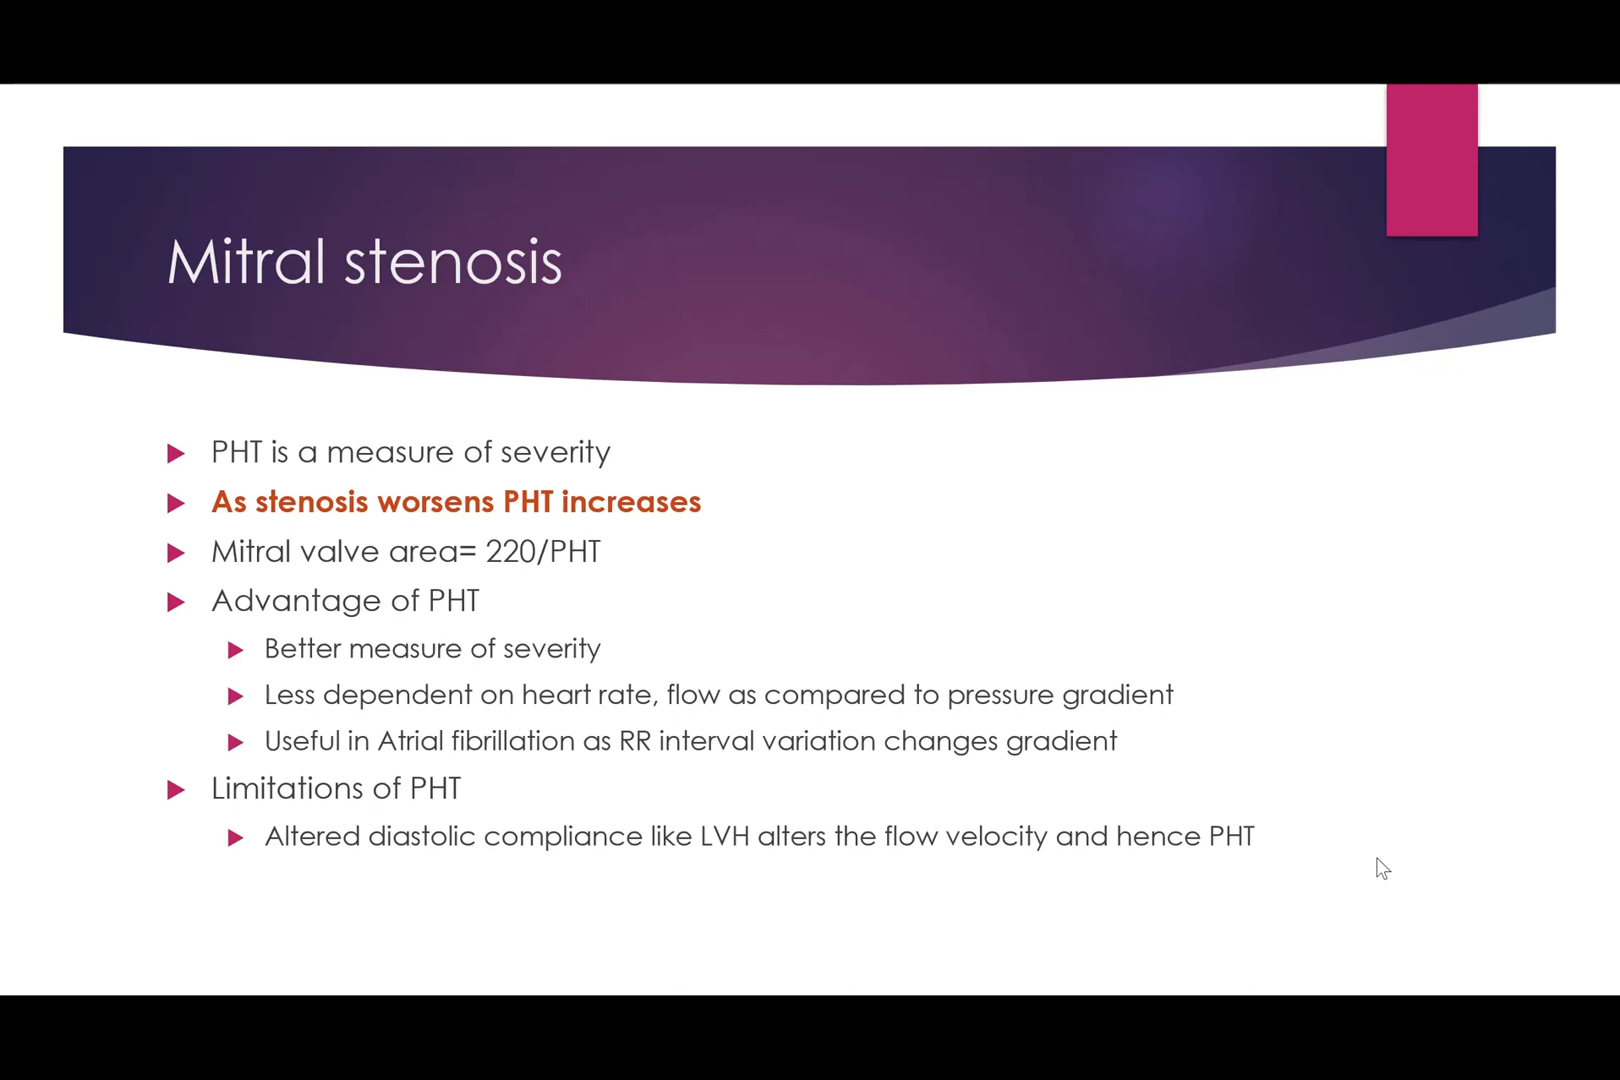 Mitral stenosis
PHT is a measure of severity
As stenosis worsens PHT increases
Mitral valve area= 220/PHT
Advantage of PHT
Better measure of severity
Less dependent on heart rate, flow as compared to pressure gradient
Useful in Atrial fibrillation as RR interval variation changes gradient
Limitations of PHT
Altered diastolic compliance like LVH alters the flow velocity and hence PHT